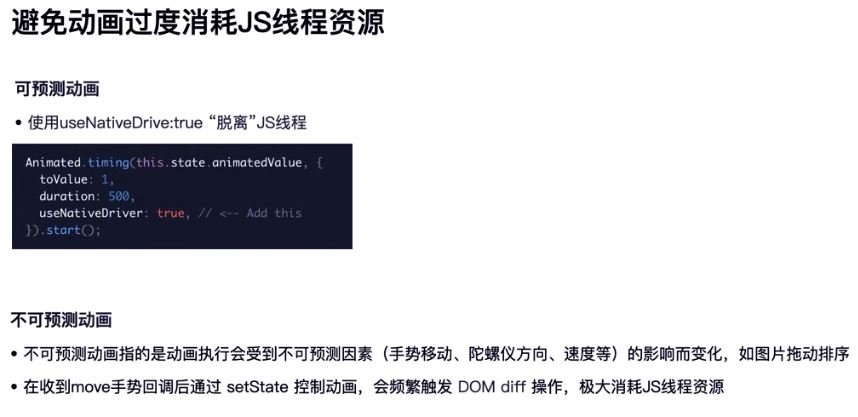 避免动画过度消耗JS线程资源
可预测动画
• 使用useNativeDrive:true “脱离”JS线程
Animated.timing(this.state.animatedValue, {
  toValue: 1,
  duration: 500,
  useNativeDriver: true, // <-- Add this
}).start();
不可预测动画
• 不可预测动画指的是动画执行会受到不可预测因素（手势移动、陀螺仪方向、速度等）的影响而变化，如图片拖动排序
• 在收到move手势回调后通过 setState 控制动画，会频繁触发 DOM diff 操作，极大消耗JS线程资源